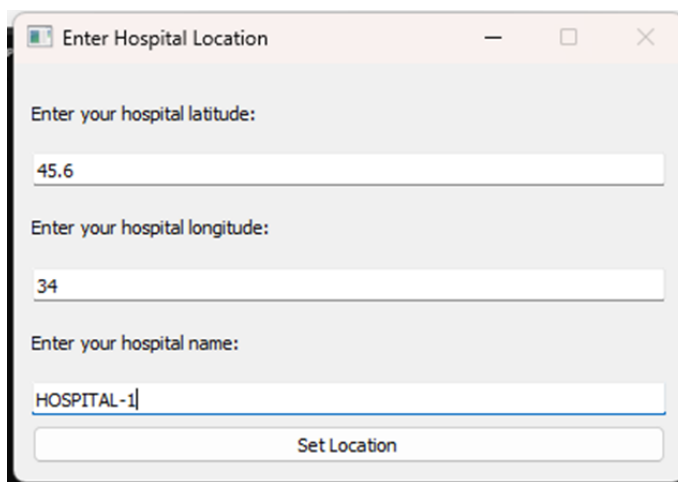 Enter Hospital Location
Enter your hospital latitude:
45.6
Enter your hospital longitude:
34
Enter your hospital name:
HOSPITAL-1
Set Location